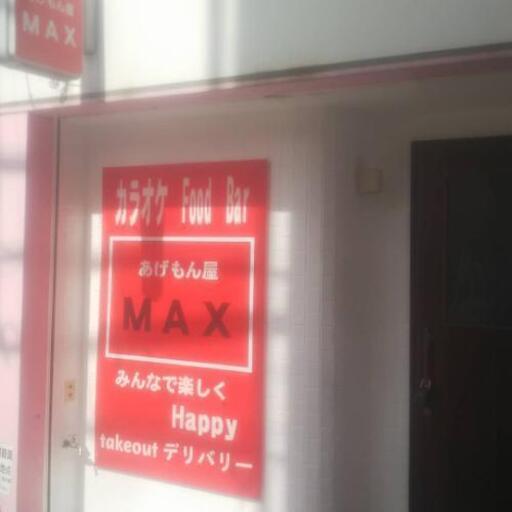 MAX
カラオケ Food Bar
あげもん屋
MAX
みんなで楽しく
Happy
takeout デリバリー